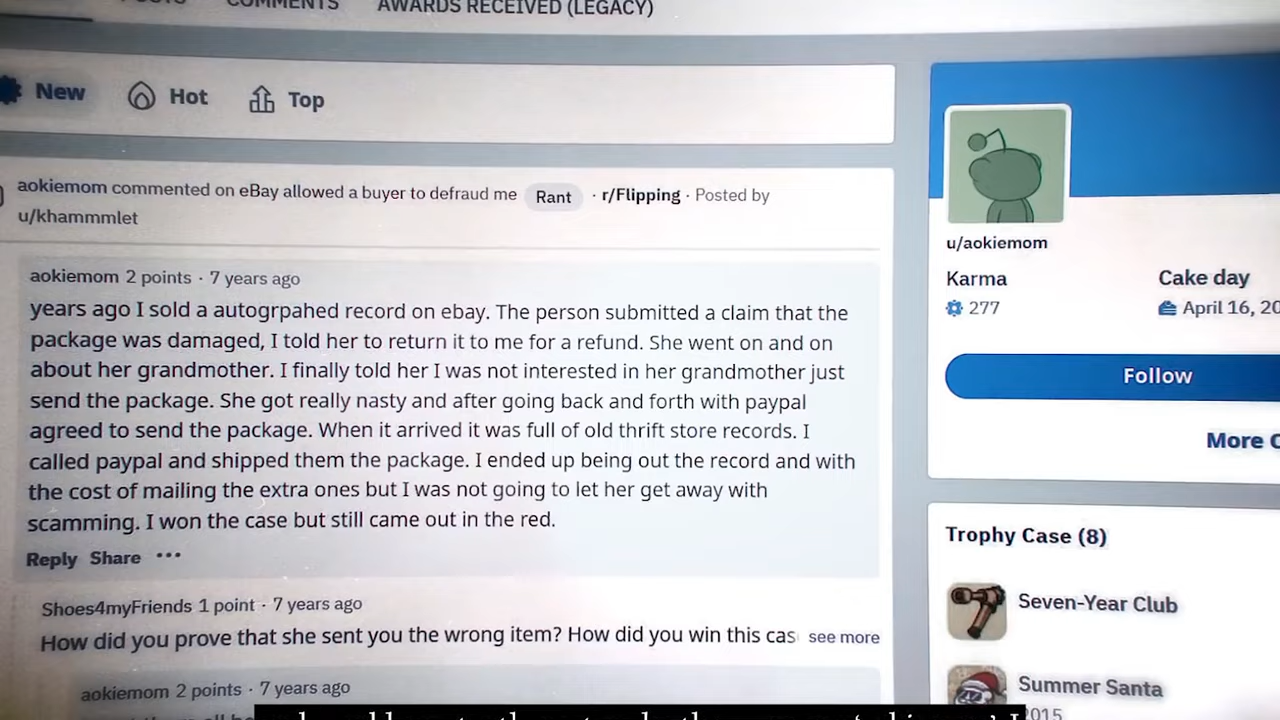 COMMENTS
AWARDS RECEIVED (LEGACY)
New
Hot
Top
aokiemom commented on eBay allowed a buyer to defraud me Rant · r/Flipping · Posted by
u/khammmlet
aokiemom 2 points · 7 years ago
years ago I sold a autogrpahed record on ebay. The person submitted a claim that the
package was damaged, I told her to return it to me for a refund. She went on and on
about her grandmother. I finally told her I was not interested in her grandmother just
send the package. She got really nasty and after going back and forth with paypal
agreed to send the package. When it arrived it was full of old thrift store records. I
called paypal and shipped them the package. I ended up being out the record and with
the cost of mailing the extra ones but I was not going to let her get away with
scamming. I won the case but still came out in the red.
Reply Share •••
Shoes4myFriends 1 point · 7 years ago
How did you prove that she sent you the wrong item? How did you win this cas see more
aokiemom 2 points · 7 years ago
u/aokiemom
Karma
Cake day
277
April 16, 20
Follow
More
Trophy Case (8)
Seven-Year Club
Summer Santa
2015